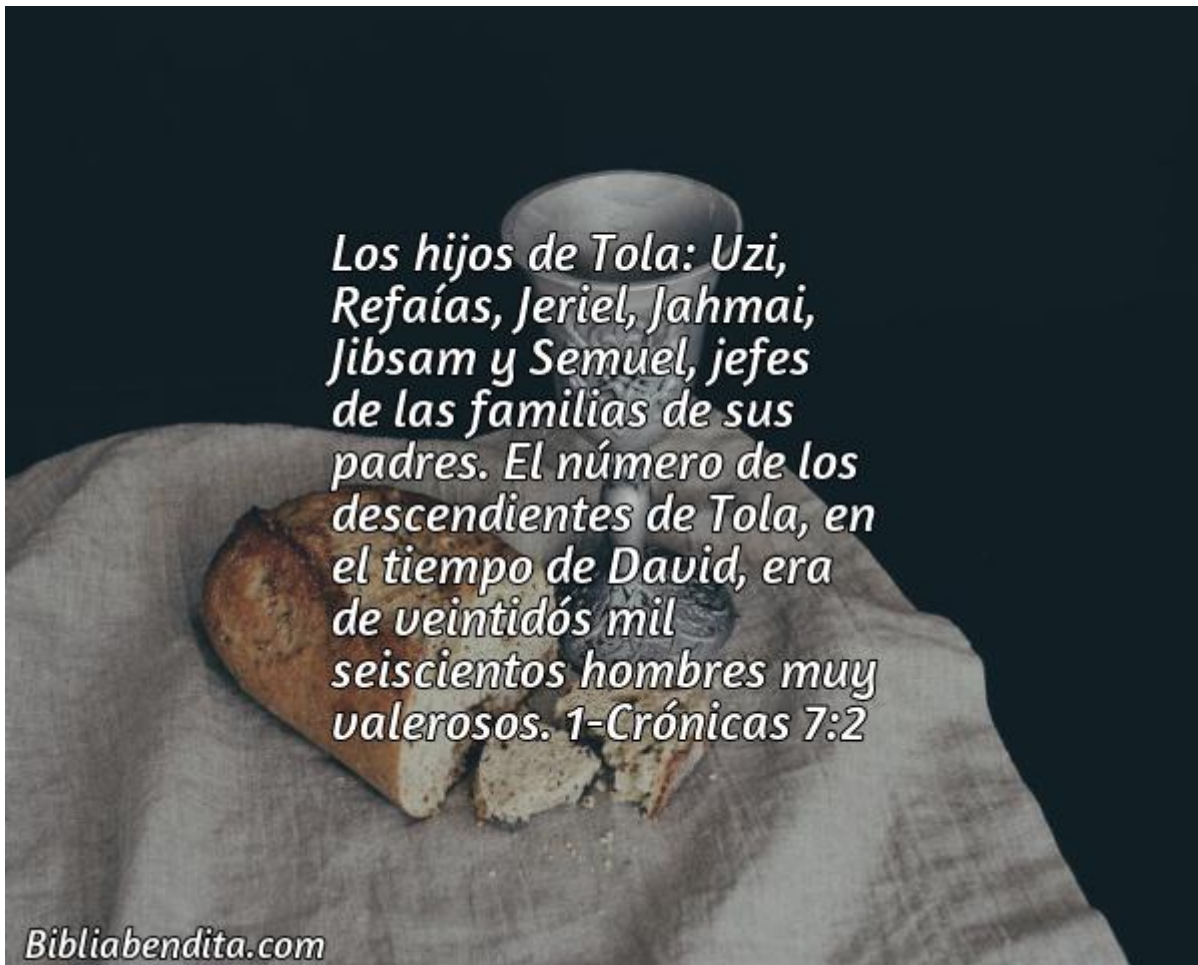 Los hijos de Tola: Uzi,
Refaías, Jeriel, Jahmai,
Jibsam y Semuel, jefes
de las familias de sus
padres. El número de los
descendientes de Tola, en
el tiempo de David, era
de veintidós mil
seiscientos hombres muy
valerosos. 1-Crónicas 7:2
Bibliabendita.com